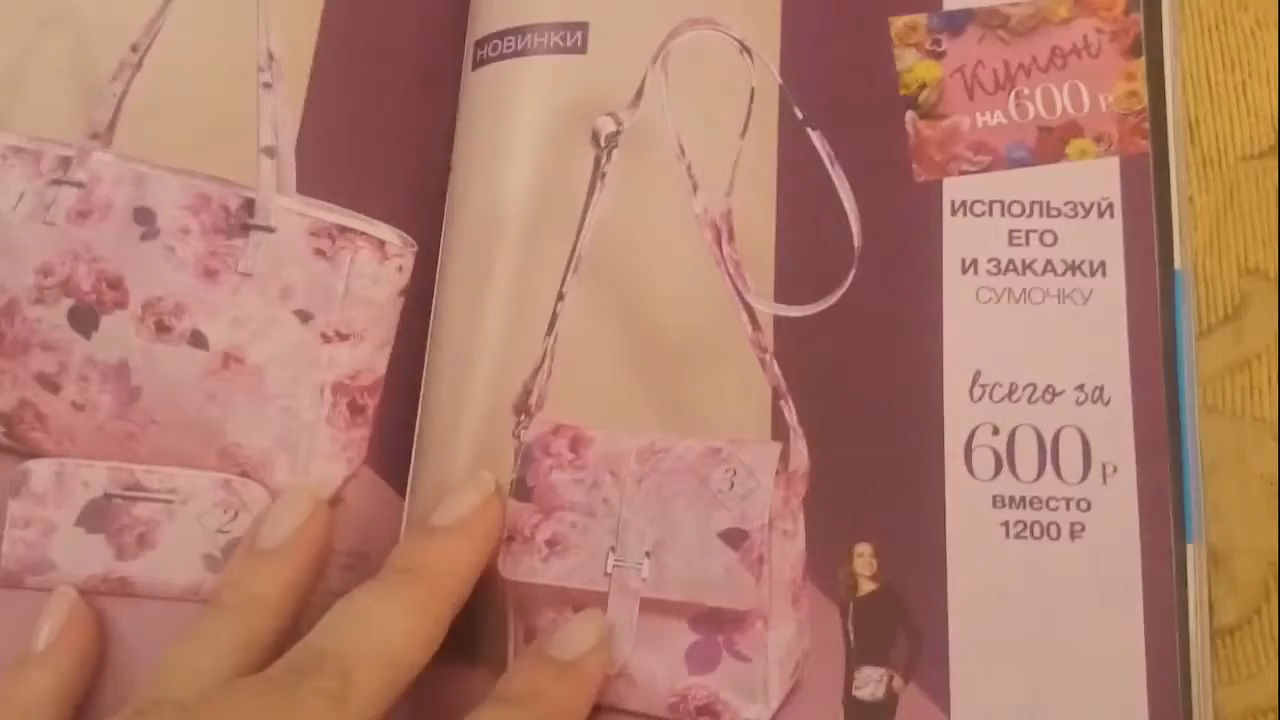 НОВИНКИ
Купон
НА 600 Р
ИСПОЛЬЗУЙ
ЕГО
И ЗАКАЖИ
СУМОЧКУ
всего за
600 Р
вместо
1200 ₽
2
3